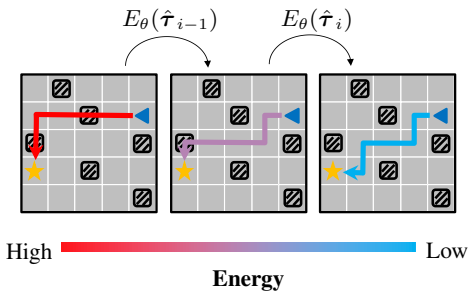 E_θ(τ̂_{i−1}) E_θ(τ̂_i)
High Low
Energy